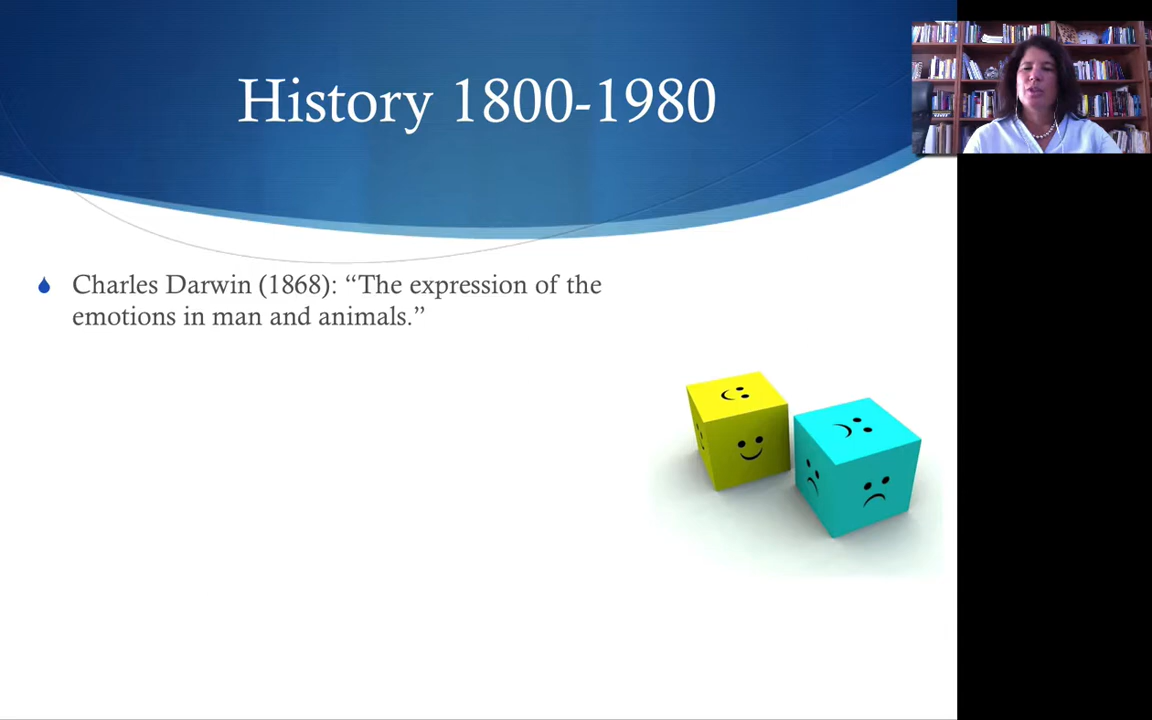 History 1800-1980
Charles Darwin (1868): “The expression of the
emotions in man and animals.”